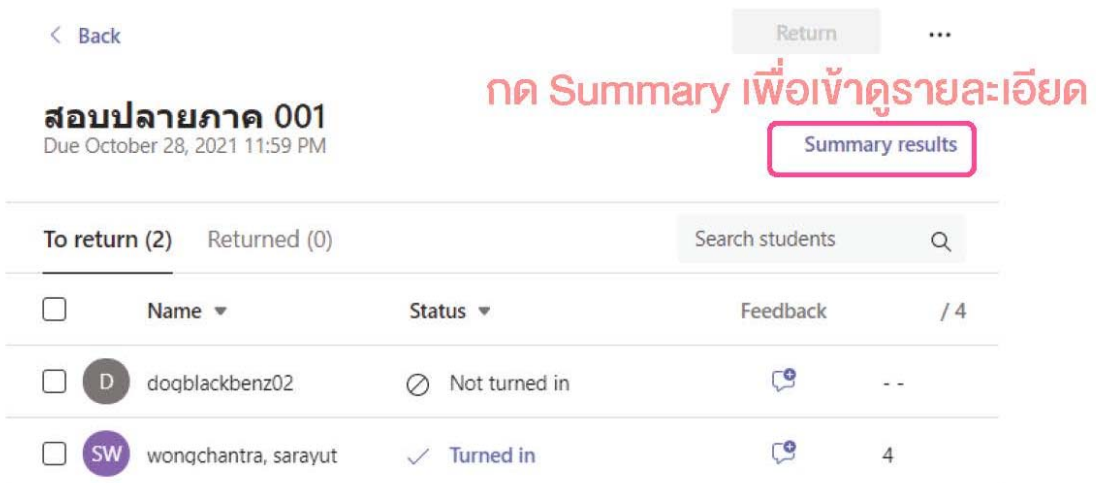 Back
Return
...
กด Summary เพื่อเข้าดูรายละเอียด
สอบปลายภาค 001
Due October 28, 2021 11:59 PM
Summary results
To return (2) Returned (0) Search students
Name Status Feedback / 4
D dogblackbenz02 Not turned in - -
SW wongchantra, sarayut Turned in 4